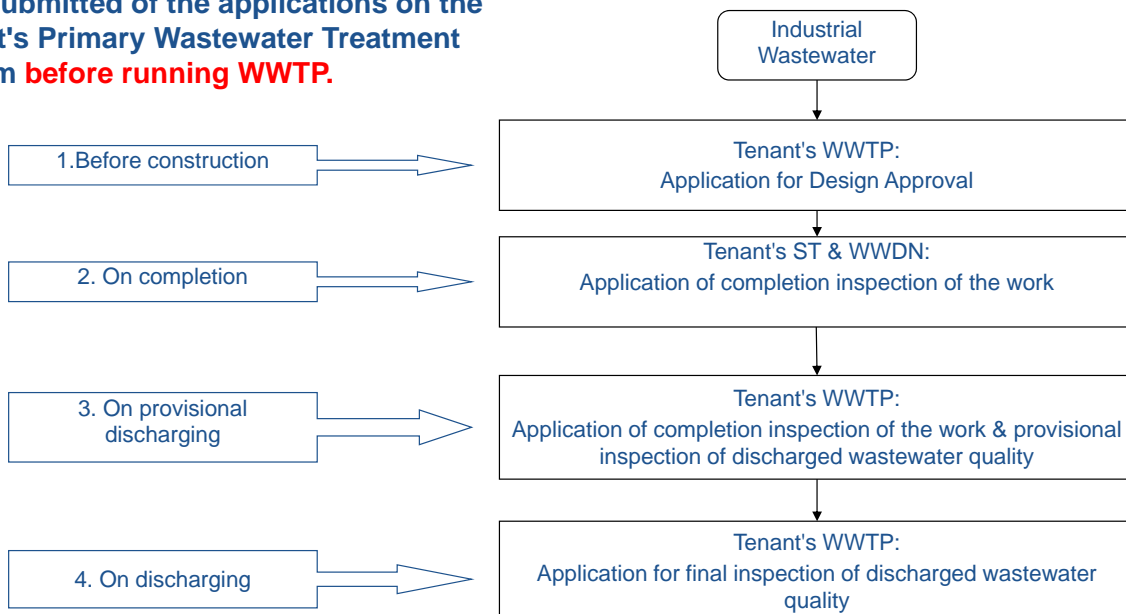 submitted of the applications on the
t's Primary Wastewater Treatment
m before running WWTP.
Industrial
Wastewater
1.Before construction
Tenant's WWTP:
Application for Design Approval
2. On completion
Tenant's ST & WWDN:
Application of completion inspection of the work
3. On provisional
discharging
Tenant's WWTP:
Application of completion inspection of the work & provisional
inspection of discharged wastewater quality
4. On discharging
Tenant's WWTP:
Application for final inspection of discharged wastewater
quality